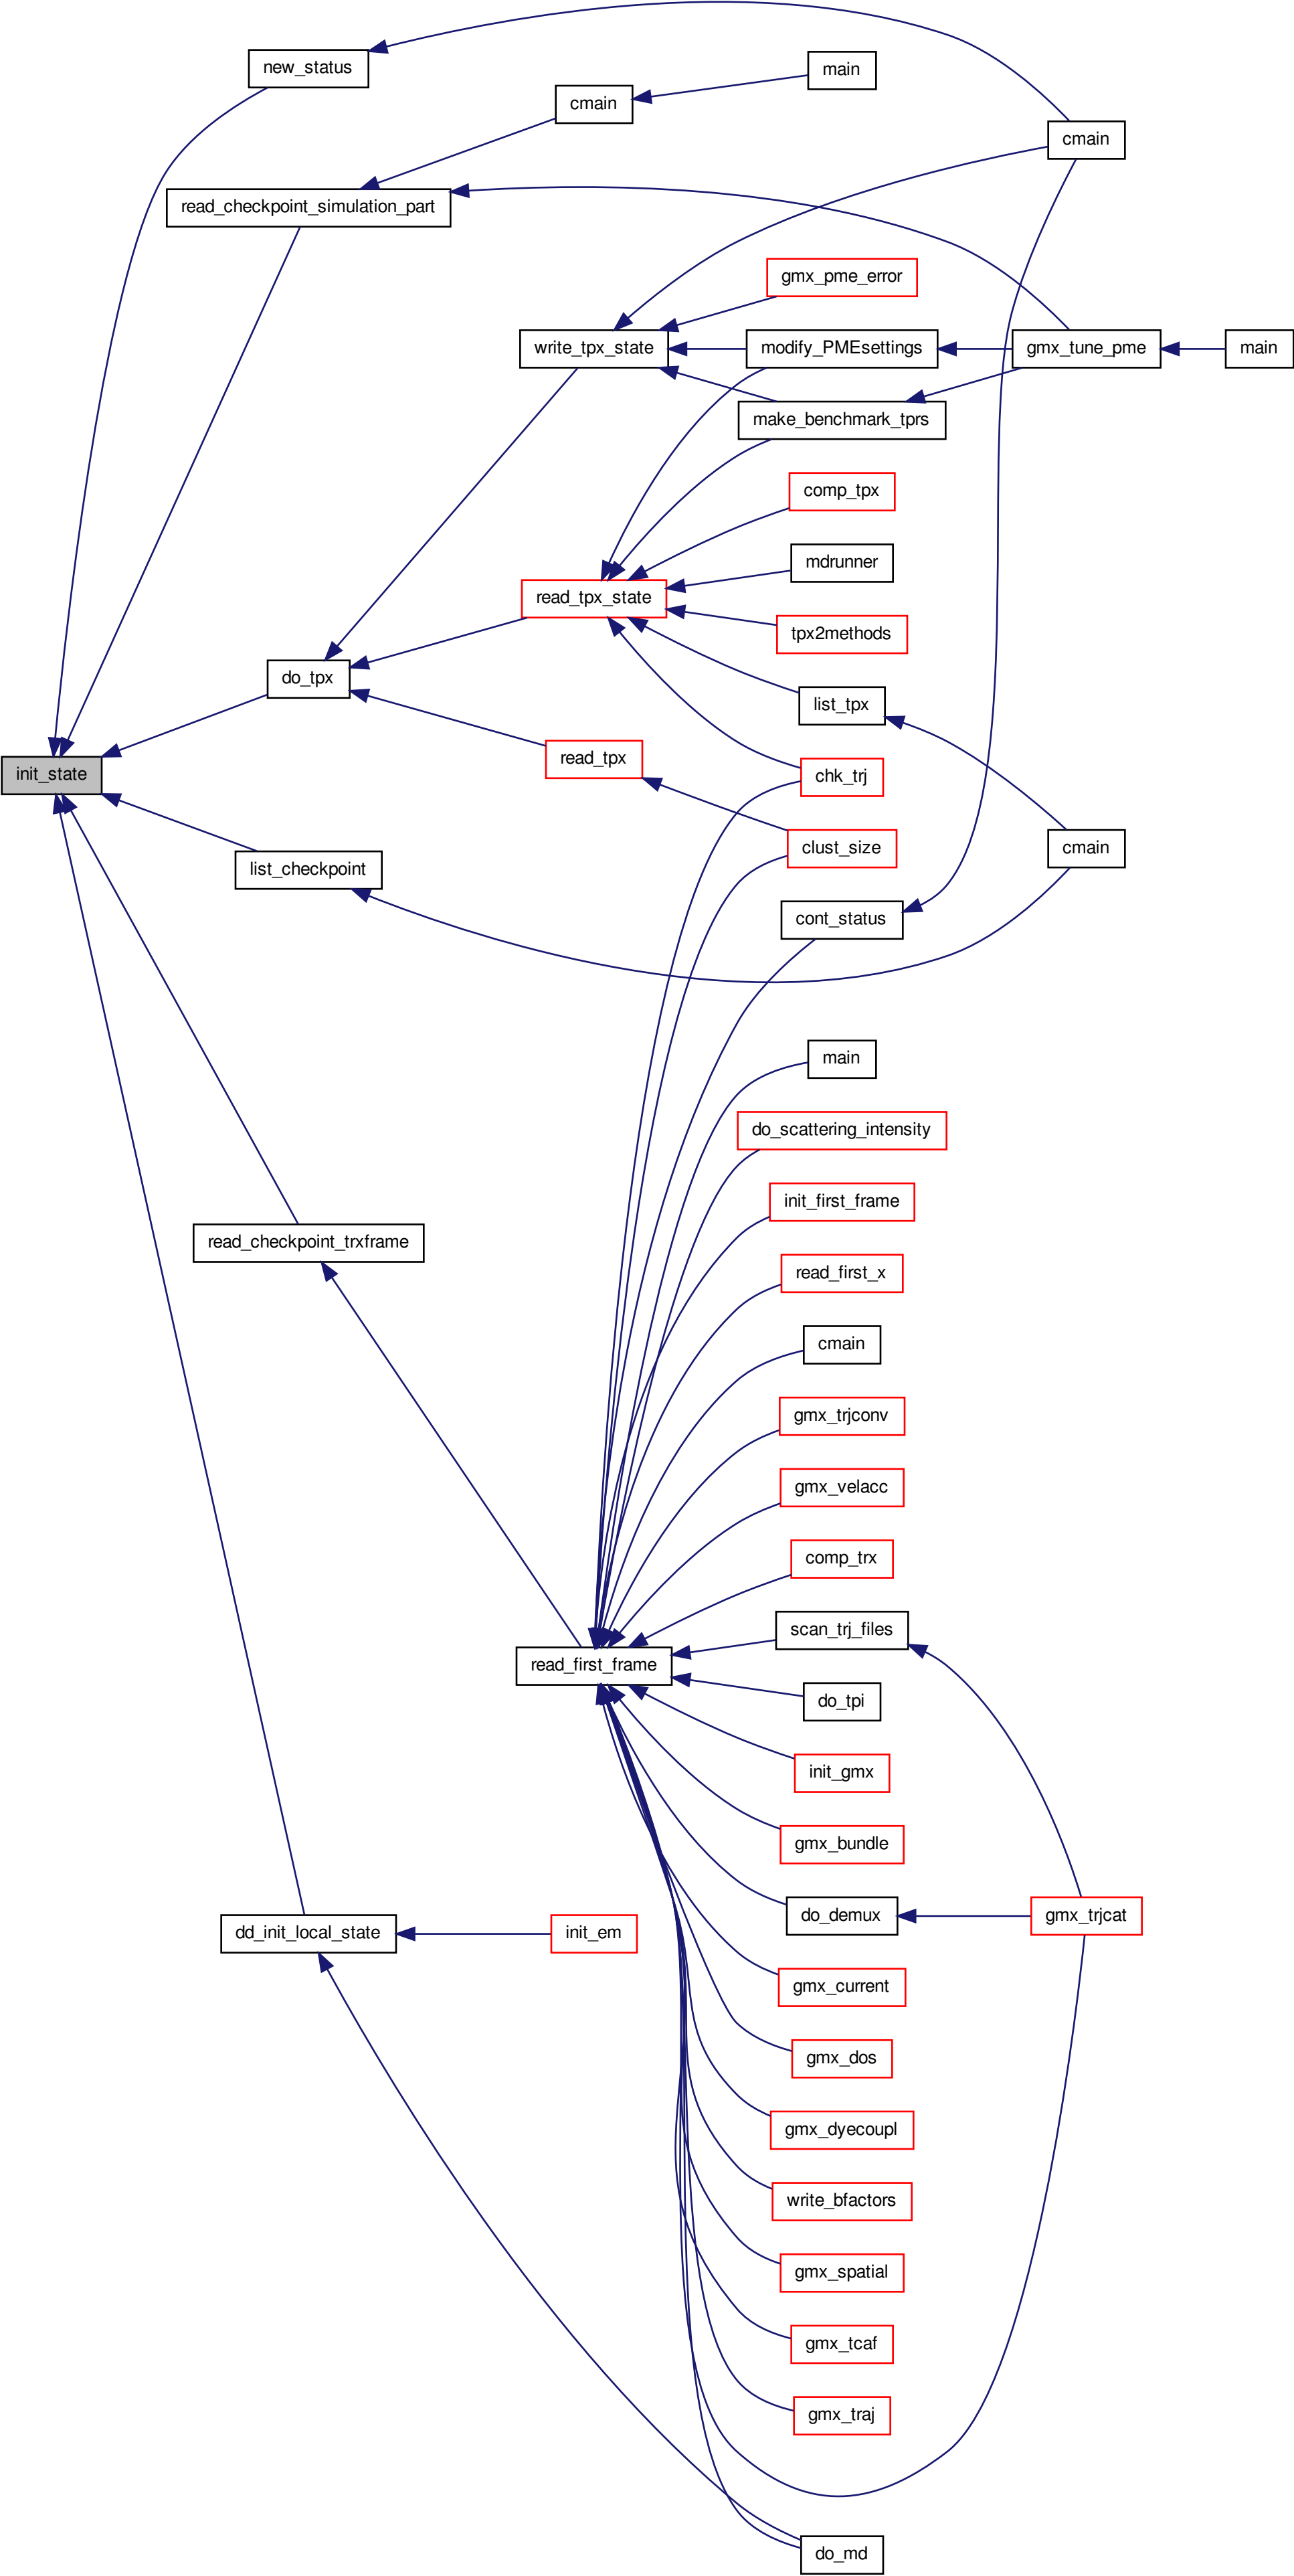 new_status
main
cmain
cmain
read_checkpoint_simulation_part
gmx_pme_error
write_tpx_state
modify_PMEsettings
gmx_tune_pme
main
make_benchmark_tprs
comp_tpx
mdrunner
read_tpx_state
tpx2methods
do_tpx
list_tpx
read_tpx
init_state
chk_trj
clust_size
cmain
list_checkpoint
cont_status
main
do_scattering_intensity
init_first_frame
read_checkpoint_trxframe
read_first_x
cmain
gmx_trjconv
gmx_velacc
comp_trx
scan_trj_files
read_first_frame
do_tpi
init_gmx
gmx_bundle
do_demux
gmx_trjcat
dd_init_local_state
init_em
gmx_current
gmx_dos
gmx_dyecoupl
write_bfactors
gmx_spatial
gmx_tcaf
gmx_traj
do_md